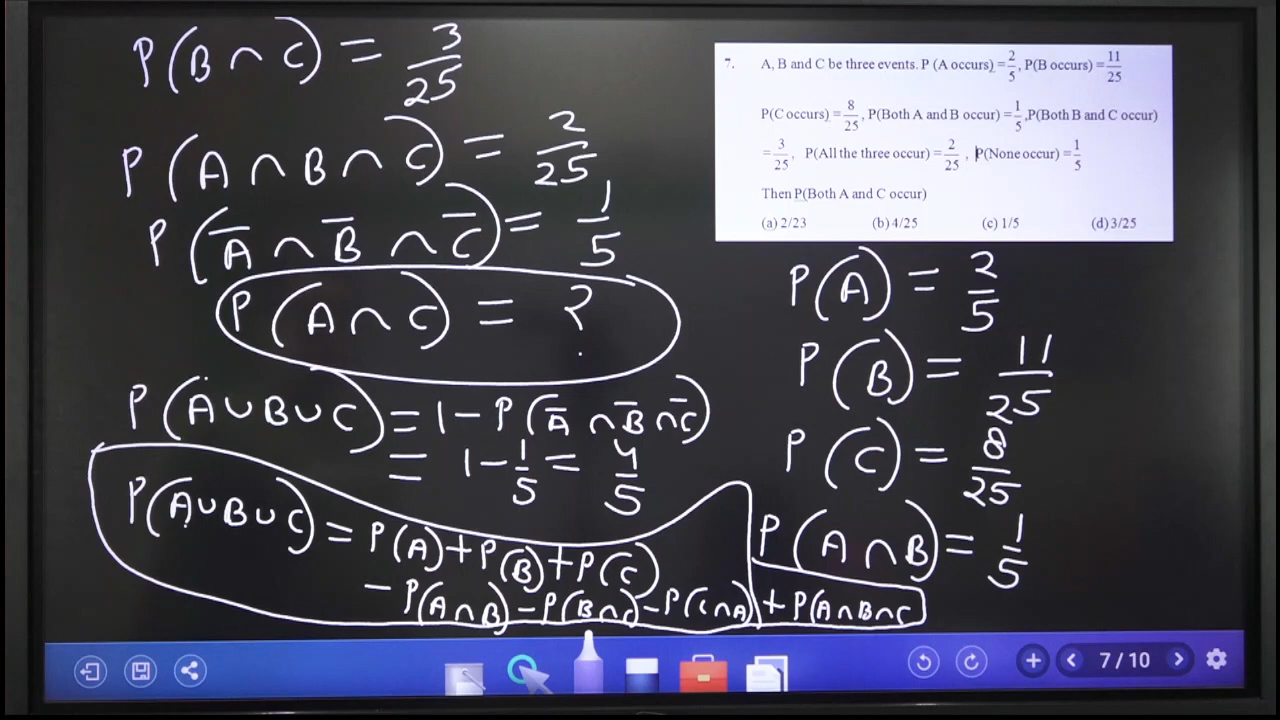 P(B∩C) = 3/25
P(A∩B∩C) = 2/25
P(A̅∩B̅∩C̅) = 1/5
P(A∩C) = ?
P(A∪B∪C) = 1-P(A̅∩B̅∩C̅)
= 1-1/5 = 4/5
P(A∪B∪C) = P(A)+P(B)+P(C)
-P(A∩B)-P(B∩C)-P(C∩A)+P(A∩B∩C
7. A, B and C be three events. P (A occurs) = 2/5, P(B occurs) = 11/25
P(C occurs) = 8/25, P(Both A and B occur) = 1/5 ,P(Both B and C occur)
= 3/25, P(All the three occur) = 2/25 , P(None occur) = 1/5
Then P(Both A and C occur)
(a) 2/23 (b) 4/25 (c) 1/5 (d) 3/25
P(A) = 2/5
P(B) = 11/25
P(C) = 8/25
P(A∩B) = 1/5
7 / 10